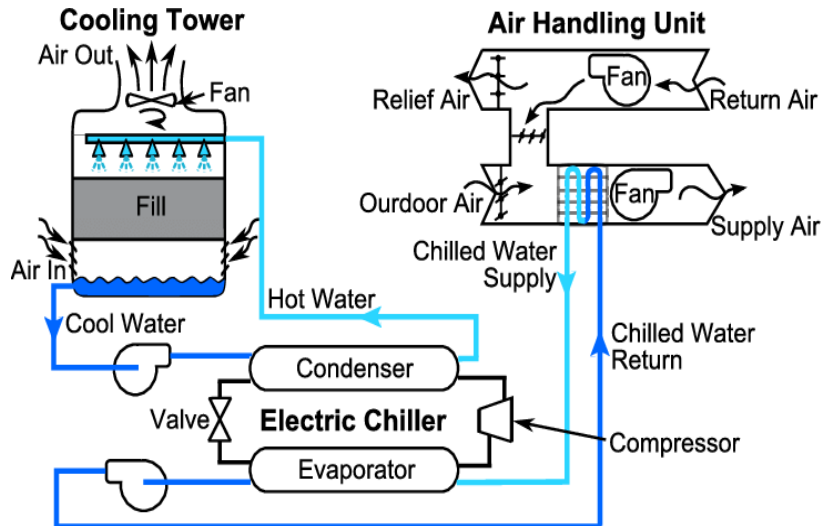 Cooling Tower
Air Out
Fan
Fill
Air In
Cool Water
Hot Water
Air Handling Unit
Fan
Relief Air
Return Air
Ourdoor Air
Fan
Supply Air
Chilled Water
Supply
Chilled Water
Return
Condenser
Valve
Electric Chiller
Compressor
Evaporator